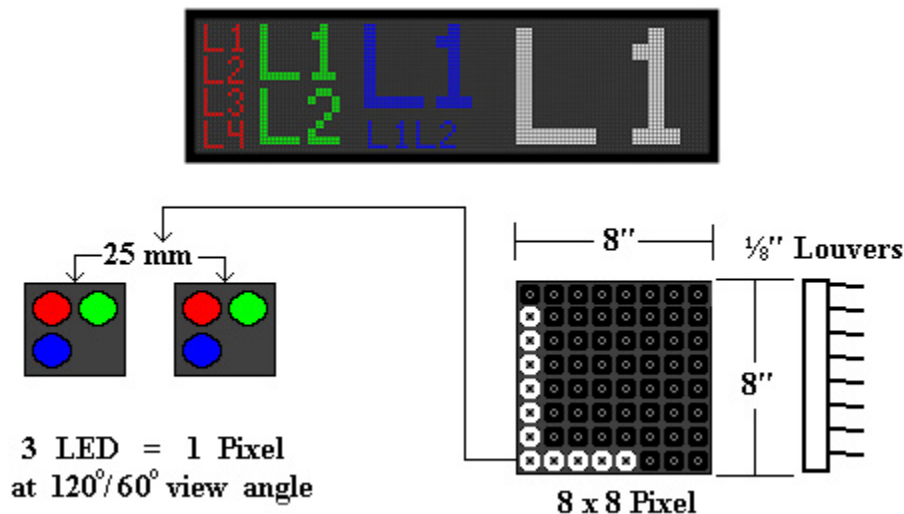 L1 L1 L1 L1
L2
L3 L2
L4 L1L2
8"
⅛" Louvers
25 mm
8"
3 LED = 1 Pixel
at 120°/60° view angle
8 x 8 Pixel